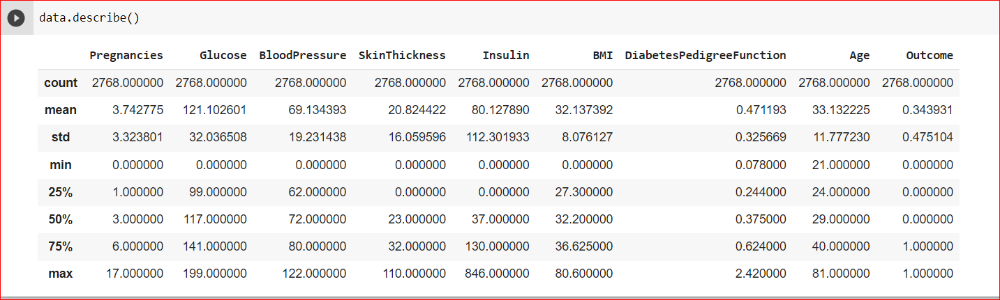 data.describe()
Pregnancies Glucose BloodPressure SkinThickness Insulin BMI DiabetesPedigreeFunction Age Outcome
count 2768.000000 2768.000000 2768.000000 2768.000000 2768.000000 2768.000000 2768.000000 2768.000000 2768.000000
mean 3.742775 121.102601 69.134393 20.824422 80.127890 32.137392 0.471193 33.132225 0.343931
std 3.323801 32.036508 19.231438 16.059596 112.301933 8.076127 0.325669 11.777230 0.475104
min 0.000000 0.000000 0.000000 0.000000 0.000000 0.000000 0.078000 21.000000 0.000000
25% 1.000000 99.000000 62.000000 0.000000 0.000000 27.300000 0.244000 24.000000 0.000000
50% 3.000000 117.000000 72.000000 23.000000 37.000000 32.200000 0.375000 29.000000 0.000000
75% 6.000000 141.000000 80.000000 32.000000 130.000000 36.625000 0.624000 40.000000 1.000000
max 17.000000 199.000000 122.000000 110.000000 846.000000 80.600000 2.420000 81.000000 1.000000